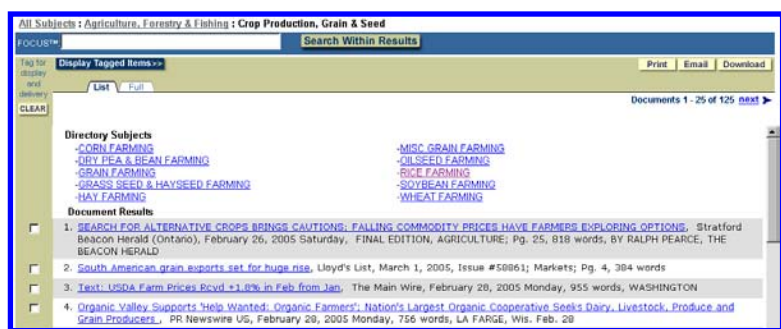 All Subjects : Agriculture, Forestry & Fishing : Crop Production, Grain & Seed
FOCUS™ Search Within Results
Tag for display and delivery
CLEAR
Display Tagged Items>>
Print Email Download
List Full
Documents 1 - 25 of 125 next
Directory Subjects
-CORN FARMING
-DRY PEA & BEAN FARMING
-GRAIN FARMING
-GRASS SEED & HAYSEED FARMING
-HAY FARMING
-MISC GRAIN FARMING
-OILSEED FARMING
-RICE FARMING
-SOYBEAN FARMING
-WHEAT FARMING
Document Results
1. SEARCH FOR ALTERNATIVE CROPS BRINGS CAUTIONS; FALLING COMMODITY PRICES HAVE FARMERS EXPLORING OPTIONS, Stratford
Beacon Herald (Ontario), February 26, 2005 Saturday, FINAL EDITION, AGRICULTURE; Pg. 25, 818 words, BY RALPH PEARCE, THE
BEACON HERALD
2. South American grain exports set for huge rise, Lloyd's List, March 1, 2005, Issue #58861; Markets; Pg. 4, 384 words
3. Text: USDA Farm Prices Rcvd +1.8% in Feb from Jan, The Main Wire, February 28, 2005 Monday, 955 words, WASHINGTON
4. Organic Valley Supports 'Help Wanted: Organic Farmers'; Nation's Largest Organic Cooperative Seeks Dairy, Livestock, Produce and
Grain Producers , PR Newswire US, February 28, 2005 Monday, 756 words, LA FARGE, Wis. Feb. 28